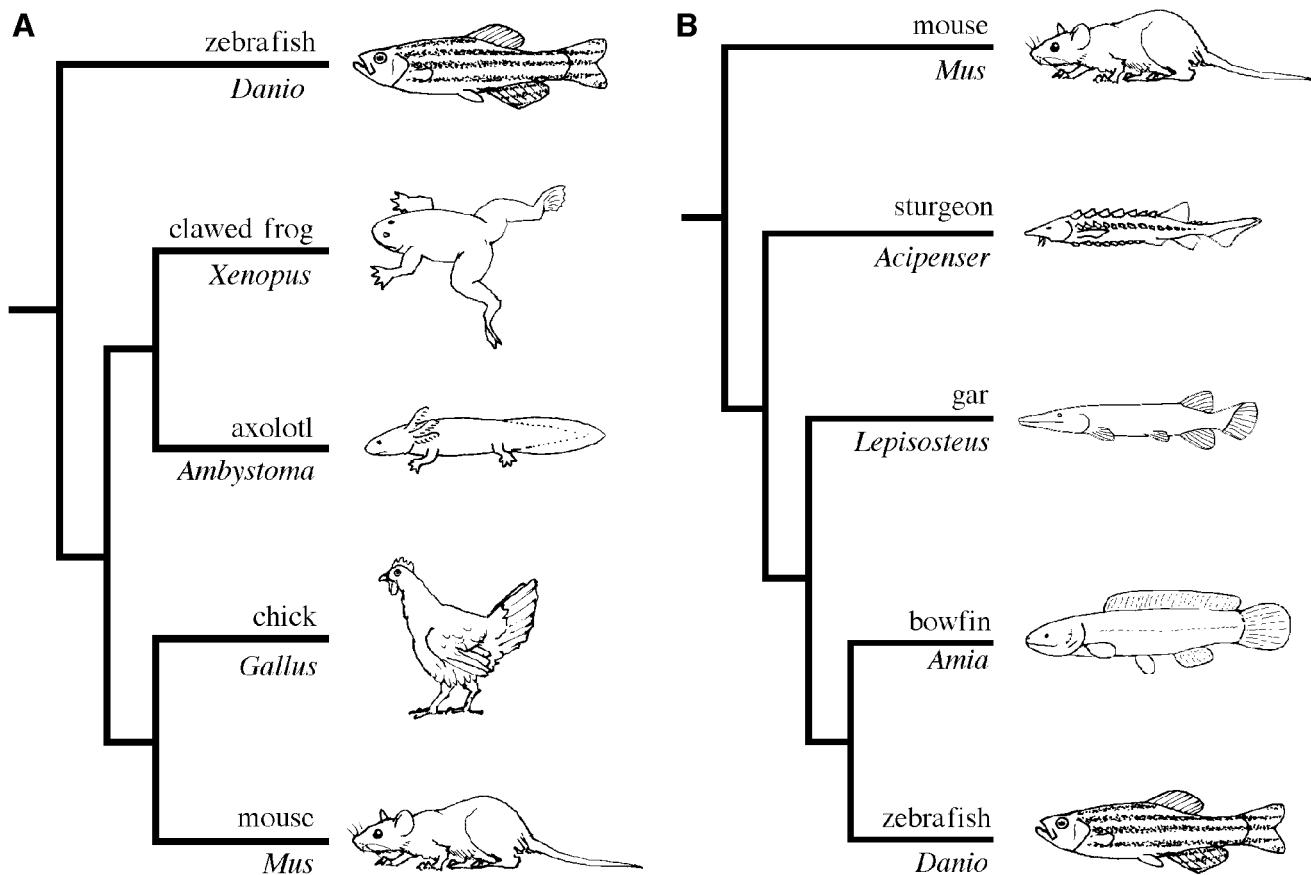 A
zebrafish
Danio
clawed frog
Xenopus
axolotl
Ambystoma
chick
Gallus
mouse
Mus
B
mouse
Mus
sturgeon
Acipenser
gar
Lepisosteus
bowfin
Amia
zebrafish
Danio